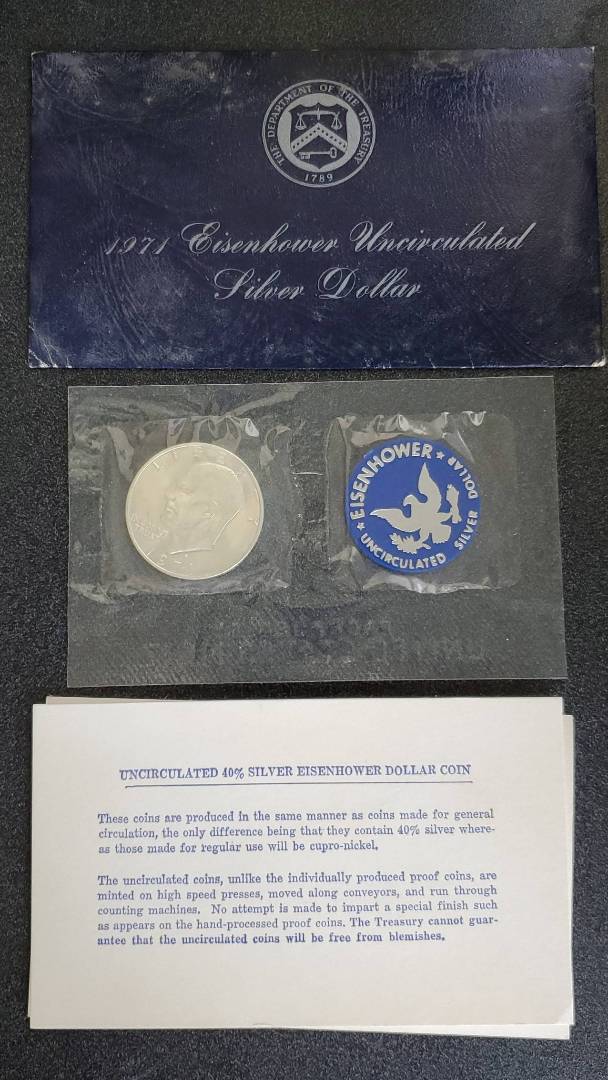 THE DEPARTMENT OF THE TREASURY
1789
1971 Eisenhower Uncirculated
Silver Dollar
EISENHOWER
UNCIRCULATED SILVER DOLLAR
UNCIRCULATED 40% SILVER EISENHOWER DOLLAR COIN
These coins are produced in the same manner as coins made for general
circulation, the only difference being that they contain 40% silver where-
as those made for regular use will be cupro-nickel.
The uncirculated coins, unlike the individually produced proof coins, are
minted on high speed presses, moved along conveyors, and run through
counting machines. No attempt is made to impart a special finish such
as appears on the hand-processed proof coins. The Treasury cannot guar-
antee that the uncirculated coins will be free from blemishes.